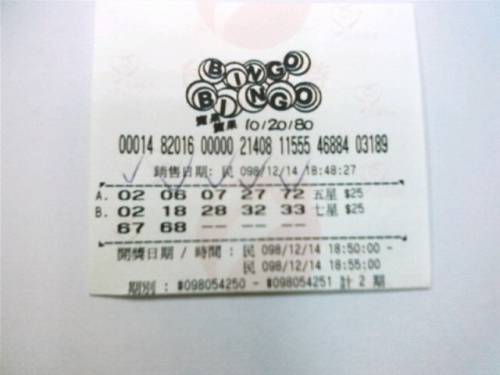 BINGO
BINGO
賓果 賓果 10/20/80
00014 82016 00000 21408 11555 46884 03189
銷售日期: 民 098/12/14 18:48:27
A. 02 06 07 27 72 五星 $25
B. 02 18 28 32 33 七星 $25
67 68 -- -- --
開獎日期 / 時間 : 民 098/12/14 18:50:00 -
民 098/12/14 18:55:00
期別 : #098054250 - #098054251 計 2 期